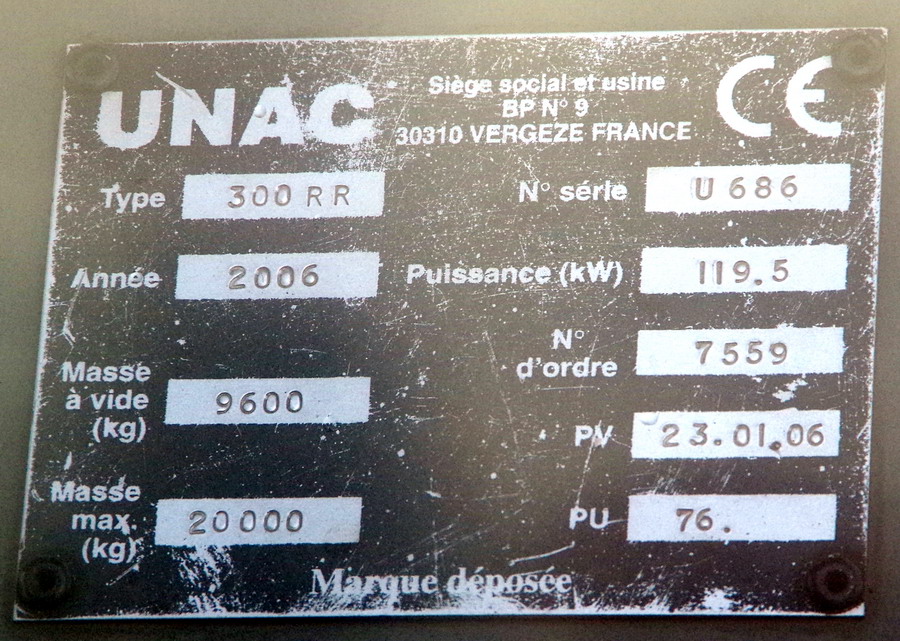 UNAC
Siège social et usine
BP N° 9
30310 VERGEZE FRANCE
CE
Type 300 RR
N° série U 686
Année 2006
Puissance (kW) 119.5
N°
d'ordre 7559
Masse
à vide
(kg) 9600
PV 23.01.06
Masse
max.
(kg) 20000
PU 76.
Marque déposée